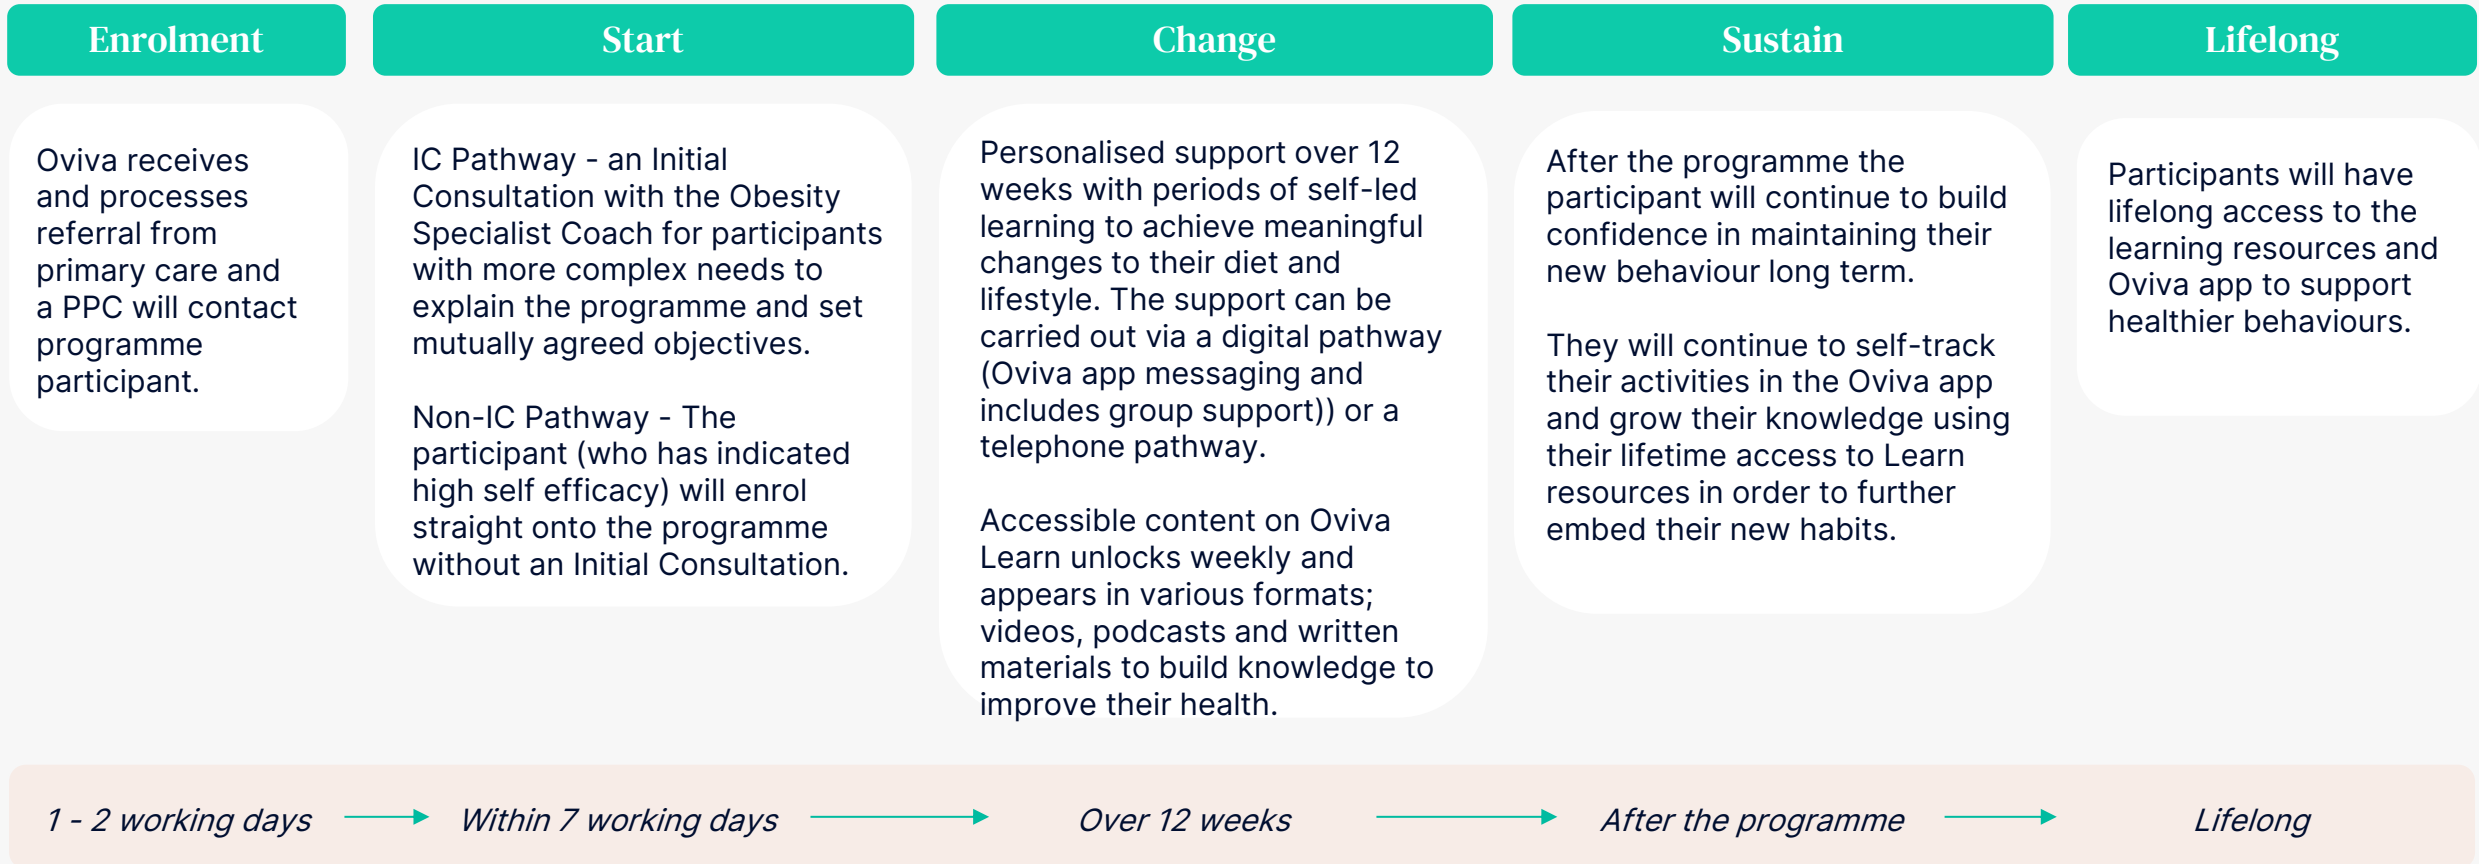 Enrolment
Oviva receives
and processes
referral from
primary care and
a PPC will contact
programme
participant.
Start
IC Pathway - an Initial
Consultation with the Obesity
Specialist Coach for participants
with more complex needs to
explain the programme and set
mutually agreed objectives.
Non-IC Pathway - The
participant (who has indicated
high self efficacy) will enrol
straight onto the programme
without an Initial Consultation.
Change
Personalised support over 12
weeks with periods of self-led
learning to achieve meaningful
changes to their diet and
lifestyle. The support can be
carried out via a digital pathway
(Oviva app messaging and
includes group support)) or a
telephone pathway.
Accessible content on Oviva
Learn unlocks weekly and
appears in various formats;
videos, podcasts and written
materials to build knowledge to
improve their health.
Sustain
After the programme the
participant will continue to build
confidence in maintaining their
new behaviour long term.
They will continue to self-track
their activities in the Oviva app
and grow their knowledge using
their lifetime access to Learn
resources in order to further
embed their new habits.
Lifelong
Participants will have
lifelong access to the
learning resources and
Oviva app to support
healthier behaviours.
1 - 2 working days
Within 7 working days
Over 12 weeks
After the programme
Lifelong